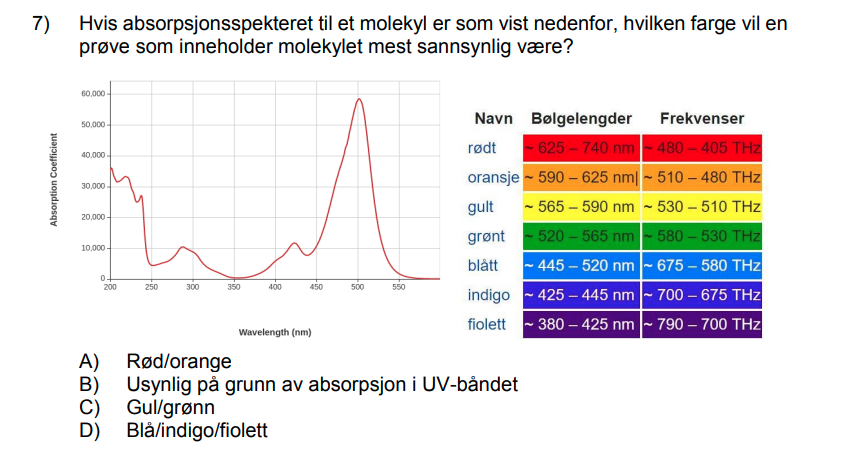 7) Hvis absorpsjonsspekteret til et molekyl er som vist nedenfor, hvilken farge vil en
prøve som inneholder molekylet mest sannsynlig være?
Absorption Coefficient
60,000
50,000
40,000
30,000
20,000
10,000
0
200 250 300 350 400 450 500 550
Wavelength (nm)
Navn Bølgelengder Frekvenser
rødt ~ 625 – 740 nm ~ 480 – 405 THz
oransje ~ 590 – 625 nm ~ 510 – 480 THz
gult ~ 565 – 590 nm ~ 530 – 510 THz
grønt ~ 520 – 565 nm ~ 580 – 530 THz
blått ~ 445 – 520 nm ~ 675 – 580 THz
indigo ~ 425 – 445 nm ~ 700 – 675 THz
fiolett ~ 380 – 425 nm ~ 790 – 700 THz
A) Rød/orange
B) Usynlig på grunn av absorpsjon i UV-båndet
C) Gul/grønn
D) Blå/indigo/fiolett